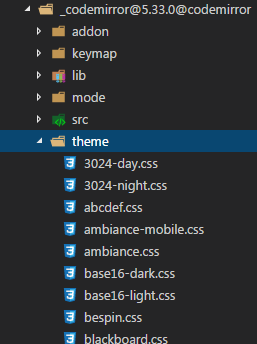 _codemirror@5.33.0@codemirror
addon
keymap
lib
mode
src
theme
3024-day.css
3024-night.css
abcdef.css
ambiance-mobile.css
ambiance.css
base16-dark.css
base16-light.css
bespin.css
blackboard.css